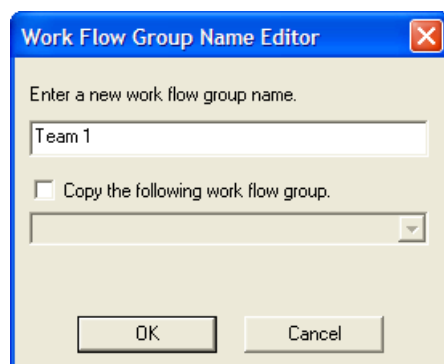 Work Flow Group Name Editor
Enter a new work flow group name.
Team 1
Copy the following work flow group.
OK
Cancel